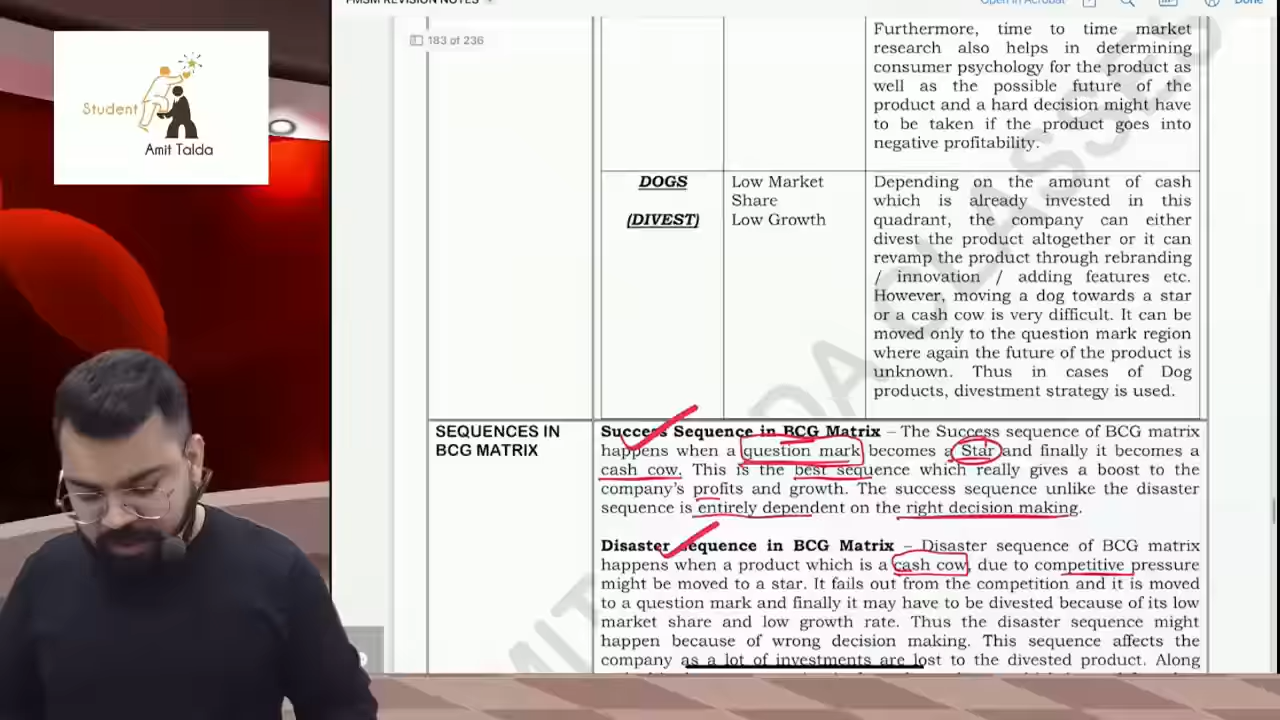 FMSM REVISION NOTES
Open in Acrobat
Done
183 of 236
Student
Amit Talda
Furthermore, time to time market
research also helps in determining
consumer psychology for the product as
well as the possible future of the
product and a hard decision might have
to be taken if the product goes into
negative profitability.
DOGS
(DIVEST)
Low Market
Share
Low Growth
Depending on the amount of cash
which is already invested in this
quadrant, the company can either
divest the product altogether or it can
revamp the product through rebranding
/ innovation / adding features etc.
However, moving a dog towards a star
or a cash cow is very difficult. It can be
moved only to the question mark region
where again the future of the product is
unknown. Thus in cases of Dog
products, divestment strategy is used.
SEQUENCES IN
BCG MATRIX
Success Sequence in BCG Matrix – The Success sequence of BCG matrix
happens when a question mark becomes a Star and finally it becomes a
cash cow. This is the best sequence which really gives a boost to the
company's profits and growth. The success sequence unlike the disaster
sequence is entirely dependent on the right decision making.
Disaster Sequence in BCG Matrix – Disaster sequence of BCG matrix
happens when a product which is a cash cow, due to competitive pressure
might be moved to a star. It fails out from the competition and it is moved
to a question mark and finally it may have to be divested because of its low
market share and low growth rate. Thus the disaster sequence might
happen because of wrong decision making. This sequence affects the
company as a lot of investments are lost to the divested product. Along